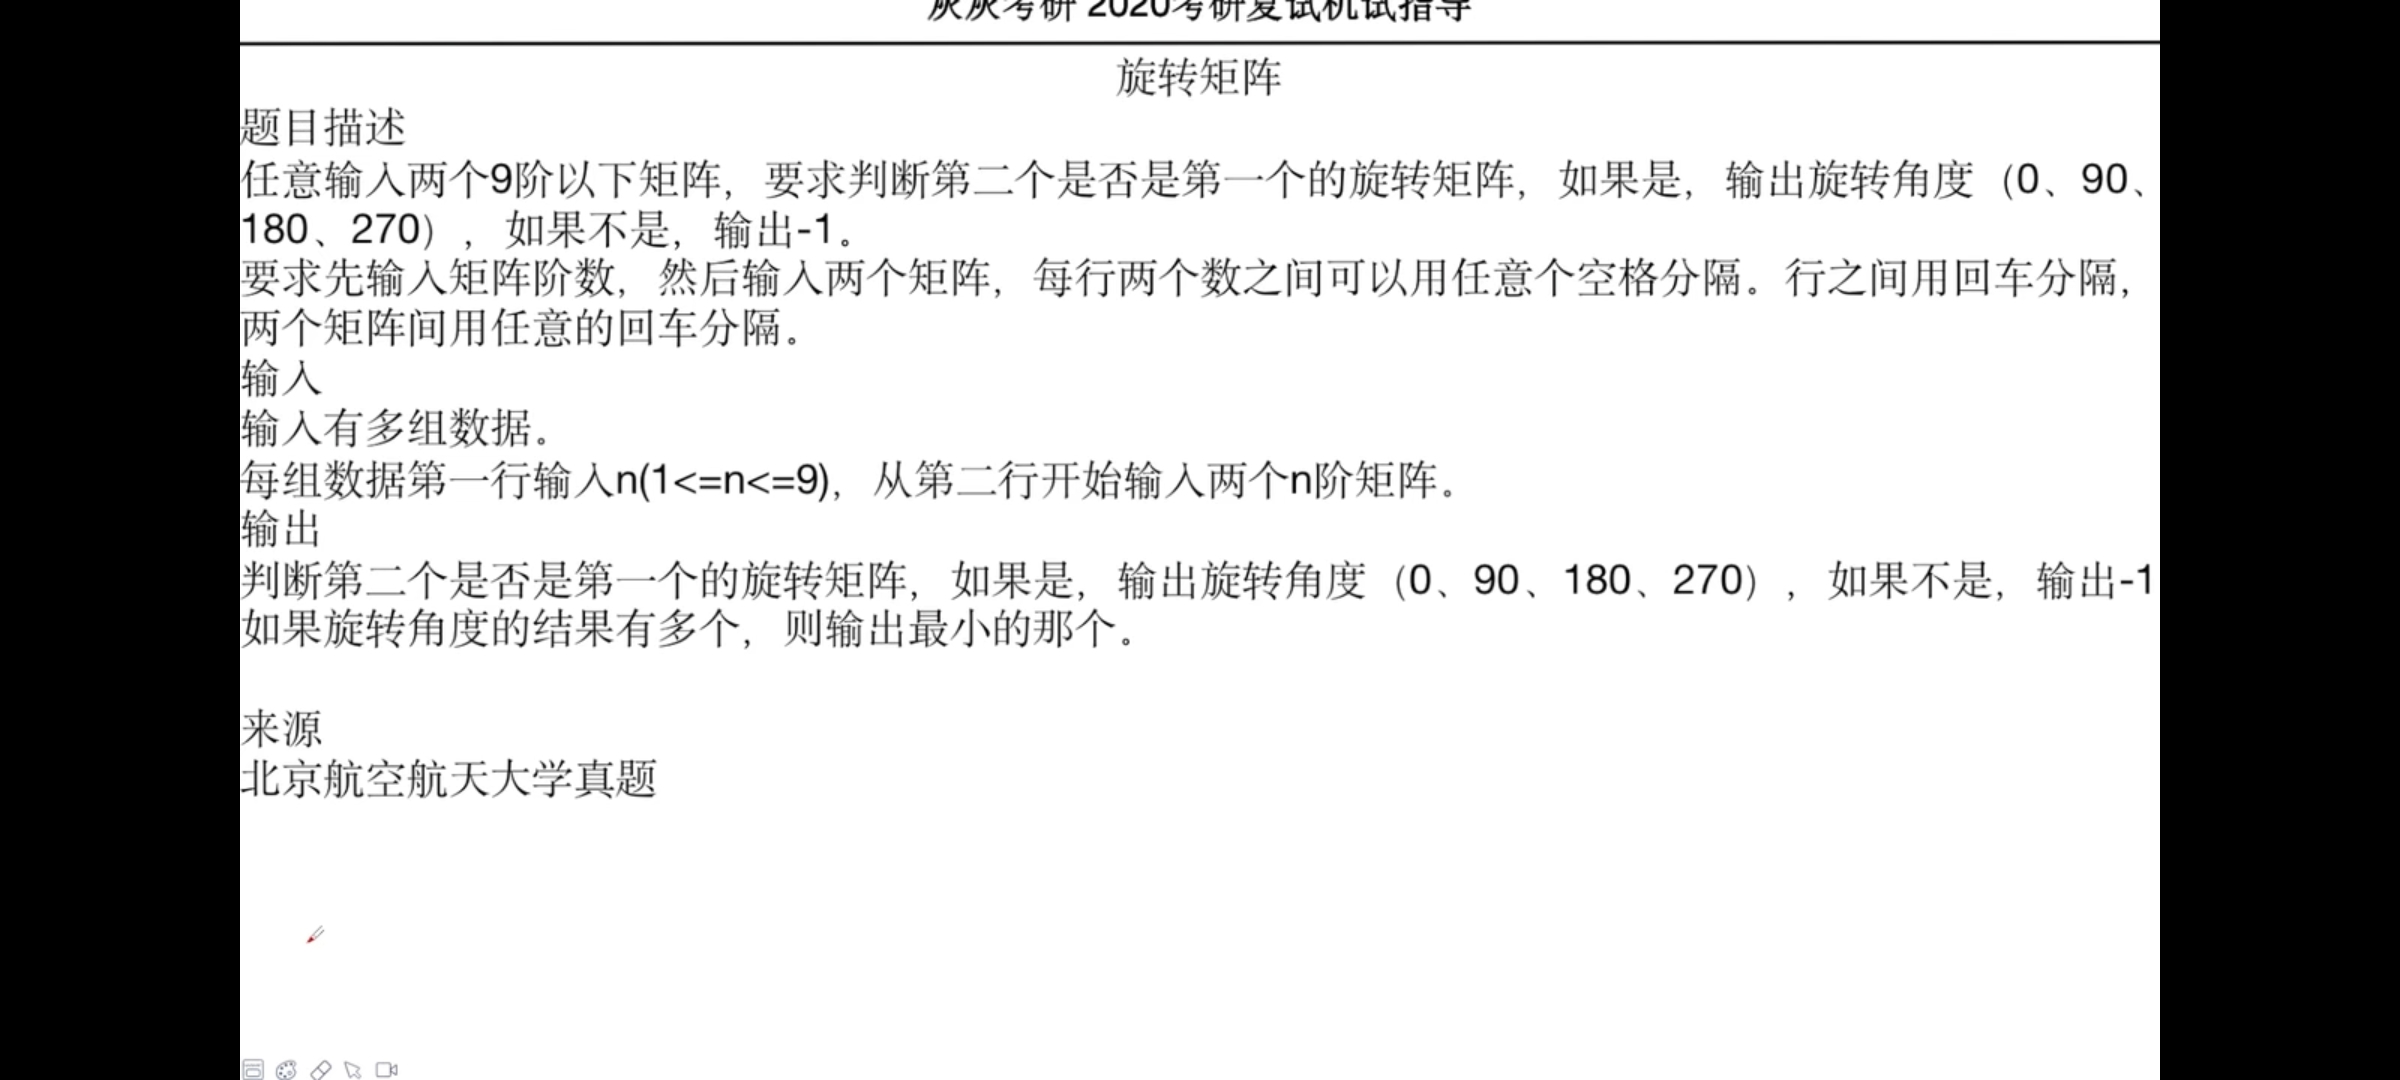 灰灰考研 2020考研复试机试指导
旋转矩阵
题目描述
任意输入两个9阶以下矩阵，要求判断第二个是否是第一个的旋转矩阵，如果是，输出旋转角度（0、90、
180、270），如果不是，输出-1。
要求先输入矩阵阶数，然后输入两个矩阵，每行两个数之间可以用任意个空格分隔。行之间用回车分隔，
两个矩阵间用任意的回车分隔。
输入
输入有多组数据。
每组数据第一行输入n(1<=n<=9)，从第二行开始输入两个n阶矩阵。
输出
判断第二个是否是第一个的旋转矩阵，如果是，输出旋转角度（0、90、180、270），如果不是，输出-1
如果旋转角度的结果有多个，则输出最小的那个。
来源
北京航空航天大学真题